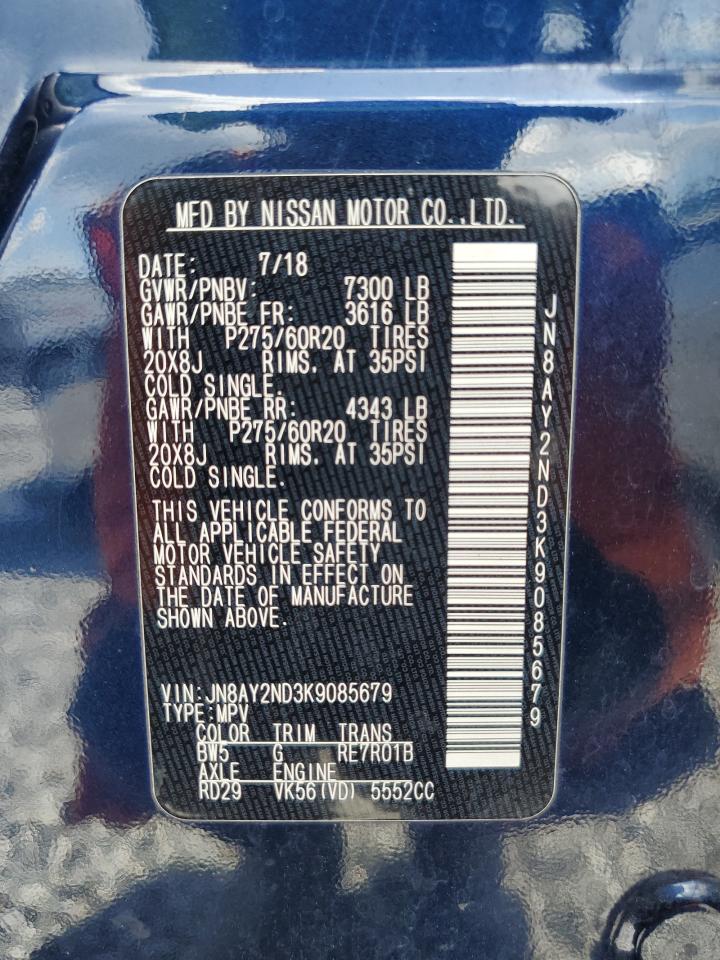 MFD BY NISSAN MOTOR CO.,LTD.
DATE: 7/18
GVWR/PNBV: 7300 LB
GAWR/PNBE FR: 3616 LB
WITH P275/60R20 TIRES
20X8J RIMS. AT 35PSI
COLD SINGLE.
GAWR/PNBE RR: 4343 LB
WITH P275/60R20 TIRES
20X8J RIMS. AT 35PSI
COLD SINGLE.
THIS VEHICLE CONFORMS TO
ALL APPLICABLE FEDERAL
MOTOR VEHICLE SAFETY
STANDARDS IN EFFECT ON
THE DATE OF MANUFACTURE
SHOWN ABOVE.
VIN:JN8AY2ND3K9085679
TYPE:MPV
COLOR TRIM TRANS
BW5 G RE7R01B
AXLE ENGINE
RD29 VK56(VD) 5552CC
JN8AY2ND3K9085679